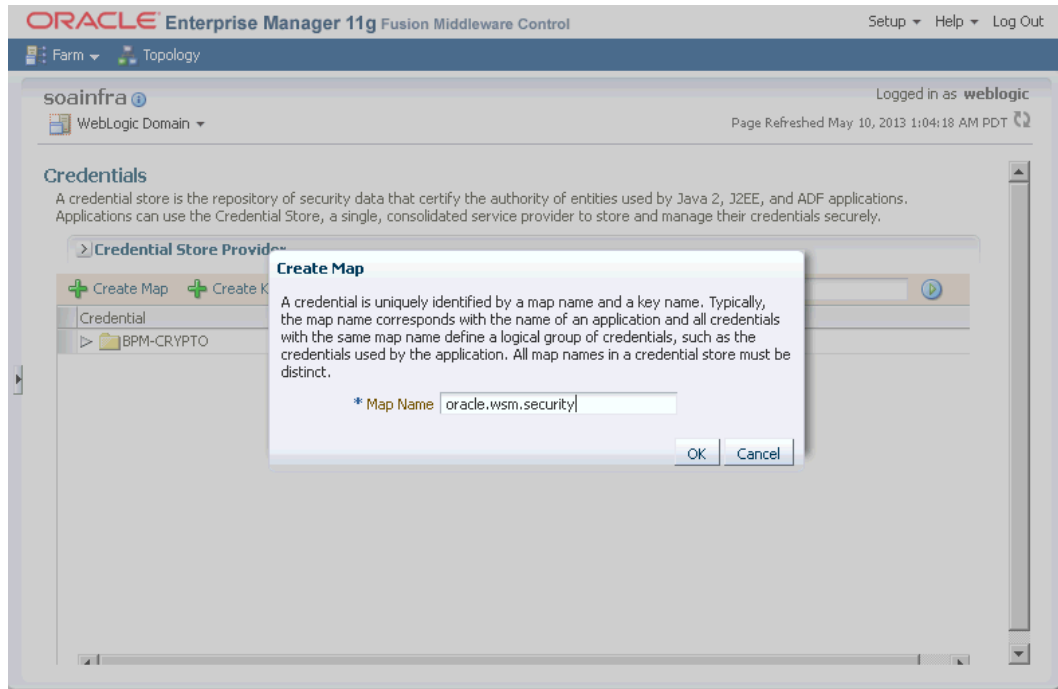 ORACLE Enterprise Manager 11g Fusion Middleware Control
Setup Help Log Out
Farm Topology
soainfra
Logged in as weblogic
WebLogic Domain
Page Refreshed May 10, 2013 1:04:18 AM PDT
Credentials
A credential store is the repository of security data that certify the authority of entities used by Java 2, J2EE, and ADF applications.
Applications can use the Credential Store, a single, consolidated service provider to store and manage their credentials securely.
Credential Store
Create Map Create
Credential
BPM-CRYPTO
Create Map
A credential is uniquely identified by a map name and a key name. Typically,
the map name corresponds with the name of an application and all credentials
with the same map name define a logical group of credentials, such as the
credentials used by the application. All map names in a credential store must be
distinct.
* Map Name oracle.wsm.security
OK Cancel